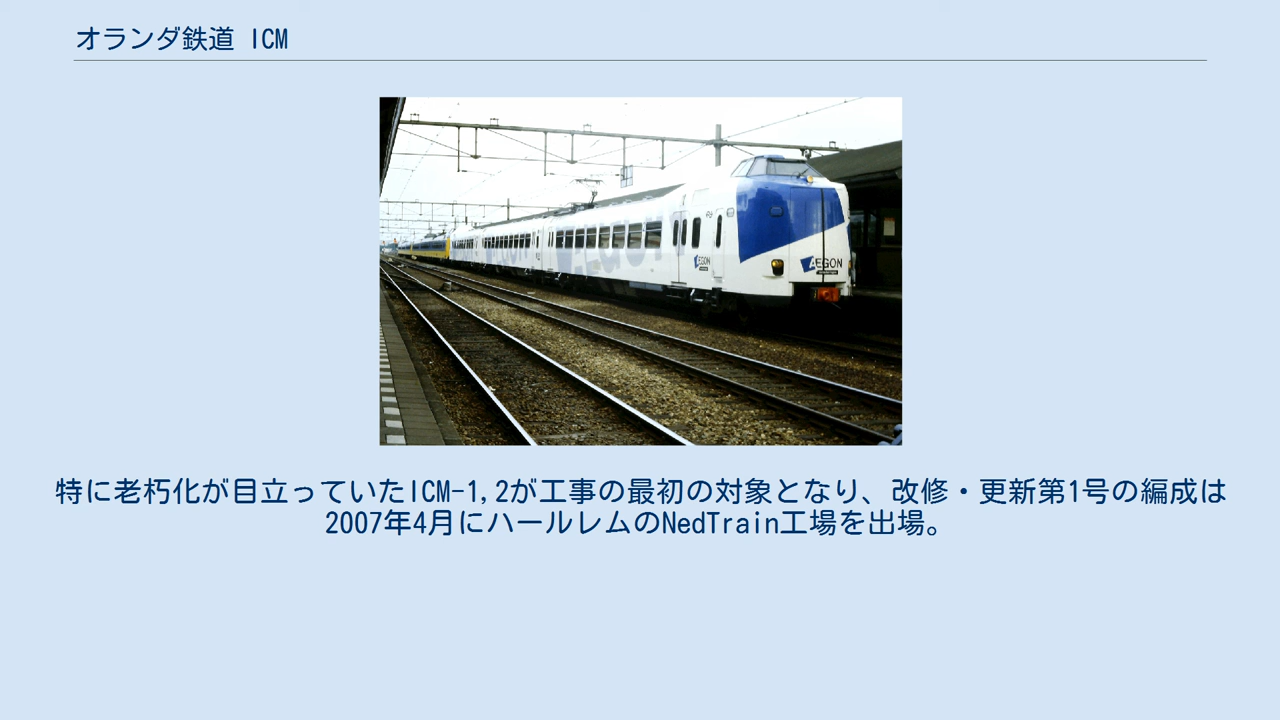 オランダ鉄道 ICM
AEGON
AEGON
特に老朽化が目立っていたICM-1,2が工事の最初の対象となり、改修・更新第1号の編成は
2007年4月にハールレムのNedTrain工場を出場。